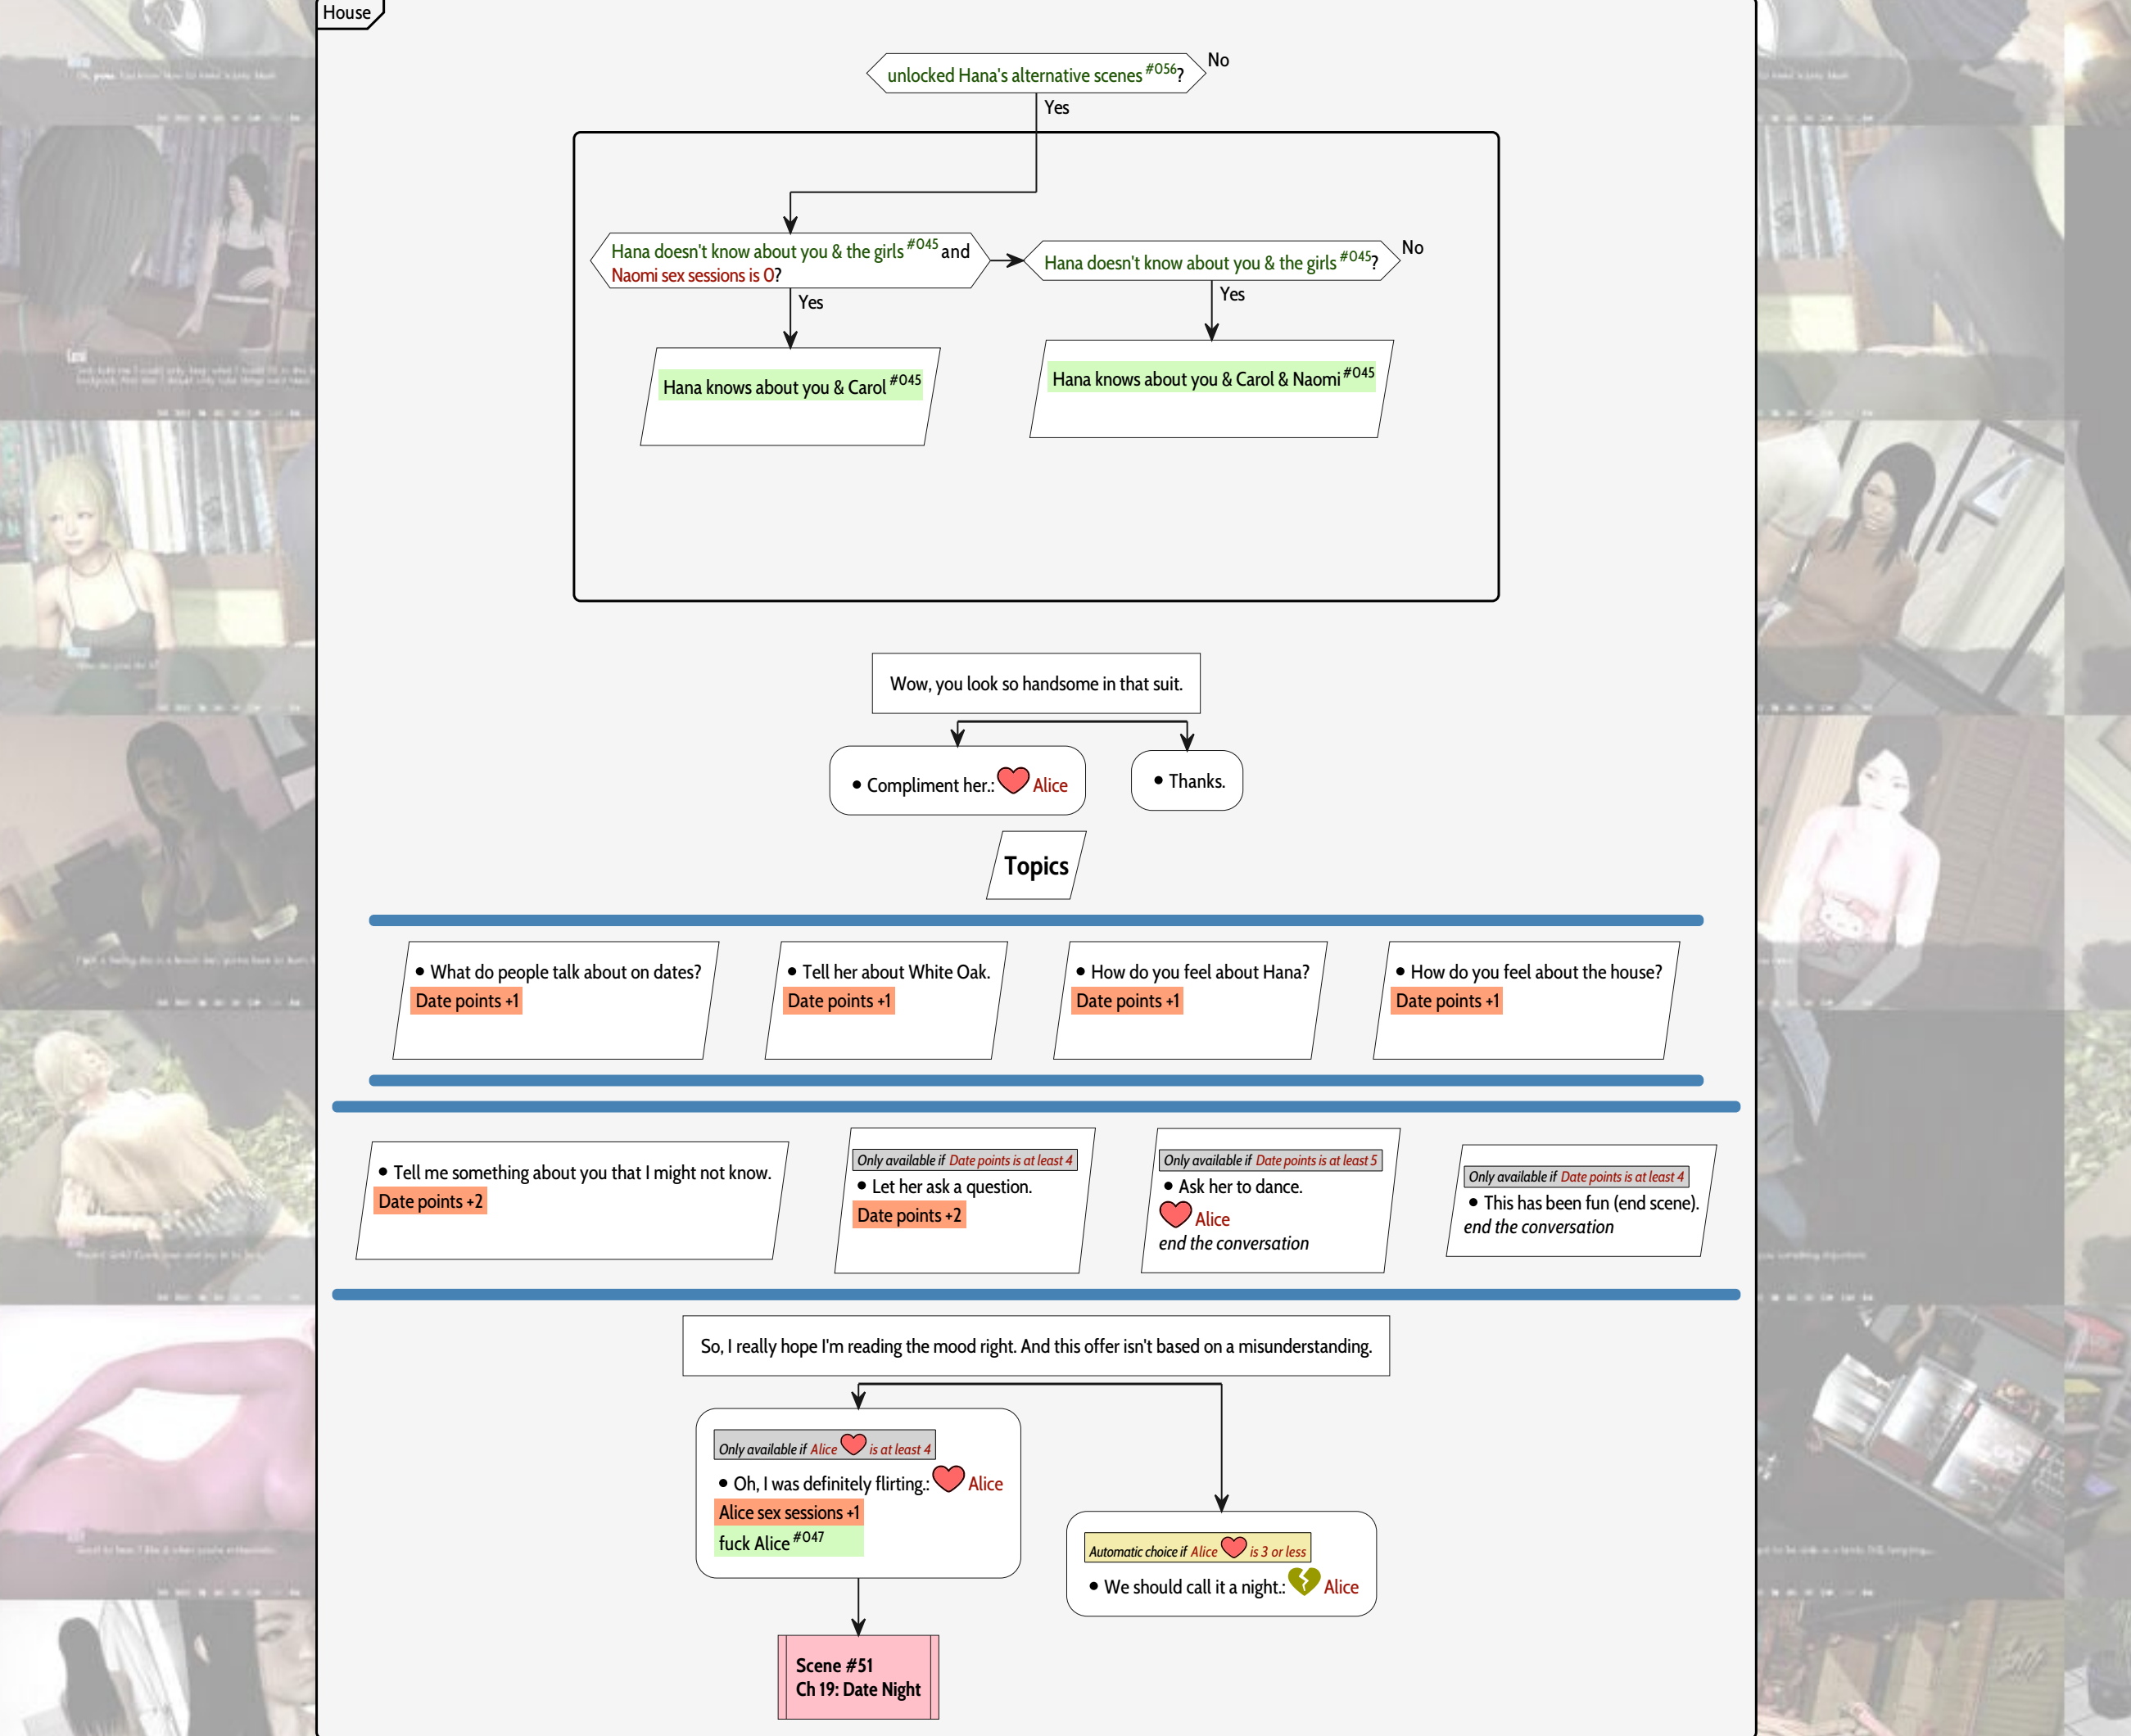 House
unlocked Hana's alternative scenes #056?
No
Yes
Hana doesn't know about you & the girls #045 and
Naomi sex sessions is 0?
Hana doesn't know about you & the girls #045?
No
Yes
Yes
Hana knows about you & Carol #045
Hana knows about you & Carol & Naomi #045
Wow, you look so handsome in that suit.
• Compliment her.: Alice
• Thanks.
Topics
• What do people talk about on dates?
Date points +1
• Tell her about White Oak.
Date points +1
• How do you feel about Hana?
Date points +1
• How do you feel about the house?
Date points +1
• Tell me something about you that I might not know.
Date points +2
Only available if Date points is at least 4
• Let her ask a question.
Date points +2
Only available if Date points is at least 5
• Ask her to dance.
Alice
end the conversation
Only available if Date points is at least 4
• This has been fun (end scene).
end the conversation
So, I really hope I'm reading the mood right. And this offer isn't based on a misunderstanding.
Only available if Alice is at least 4
• Oh, I was definitely flirting.: Alice
Alice sex sessions +1
fuck Alice #047
Automatic choice if Alice is 3 or less
• We should call it a night.: Alice
Scene #51
Ch 19: Date Night